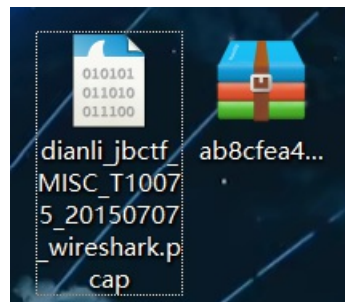 010101
011010
011100
dianli_jbctf_
MISC_T1007
5_20150707
_wireshark.p
cap
ab8cfea4...